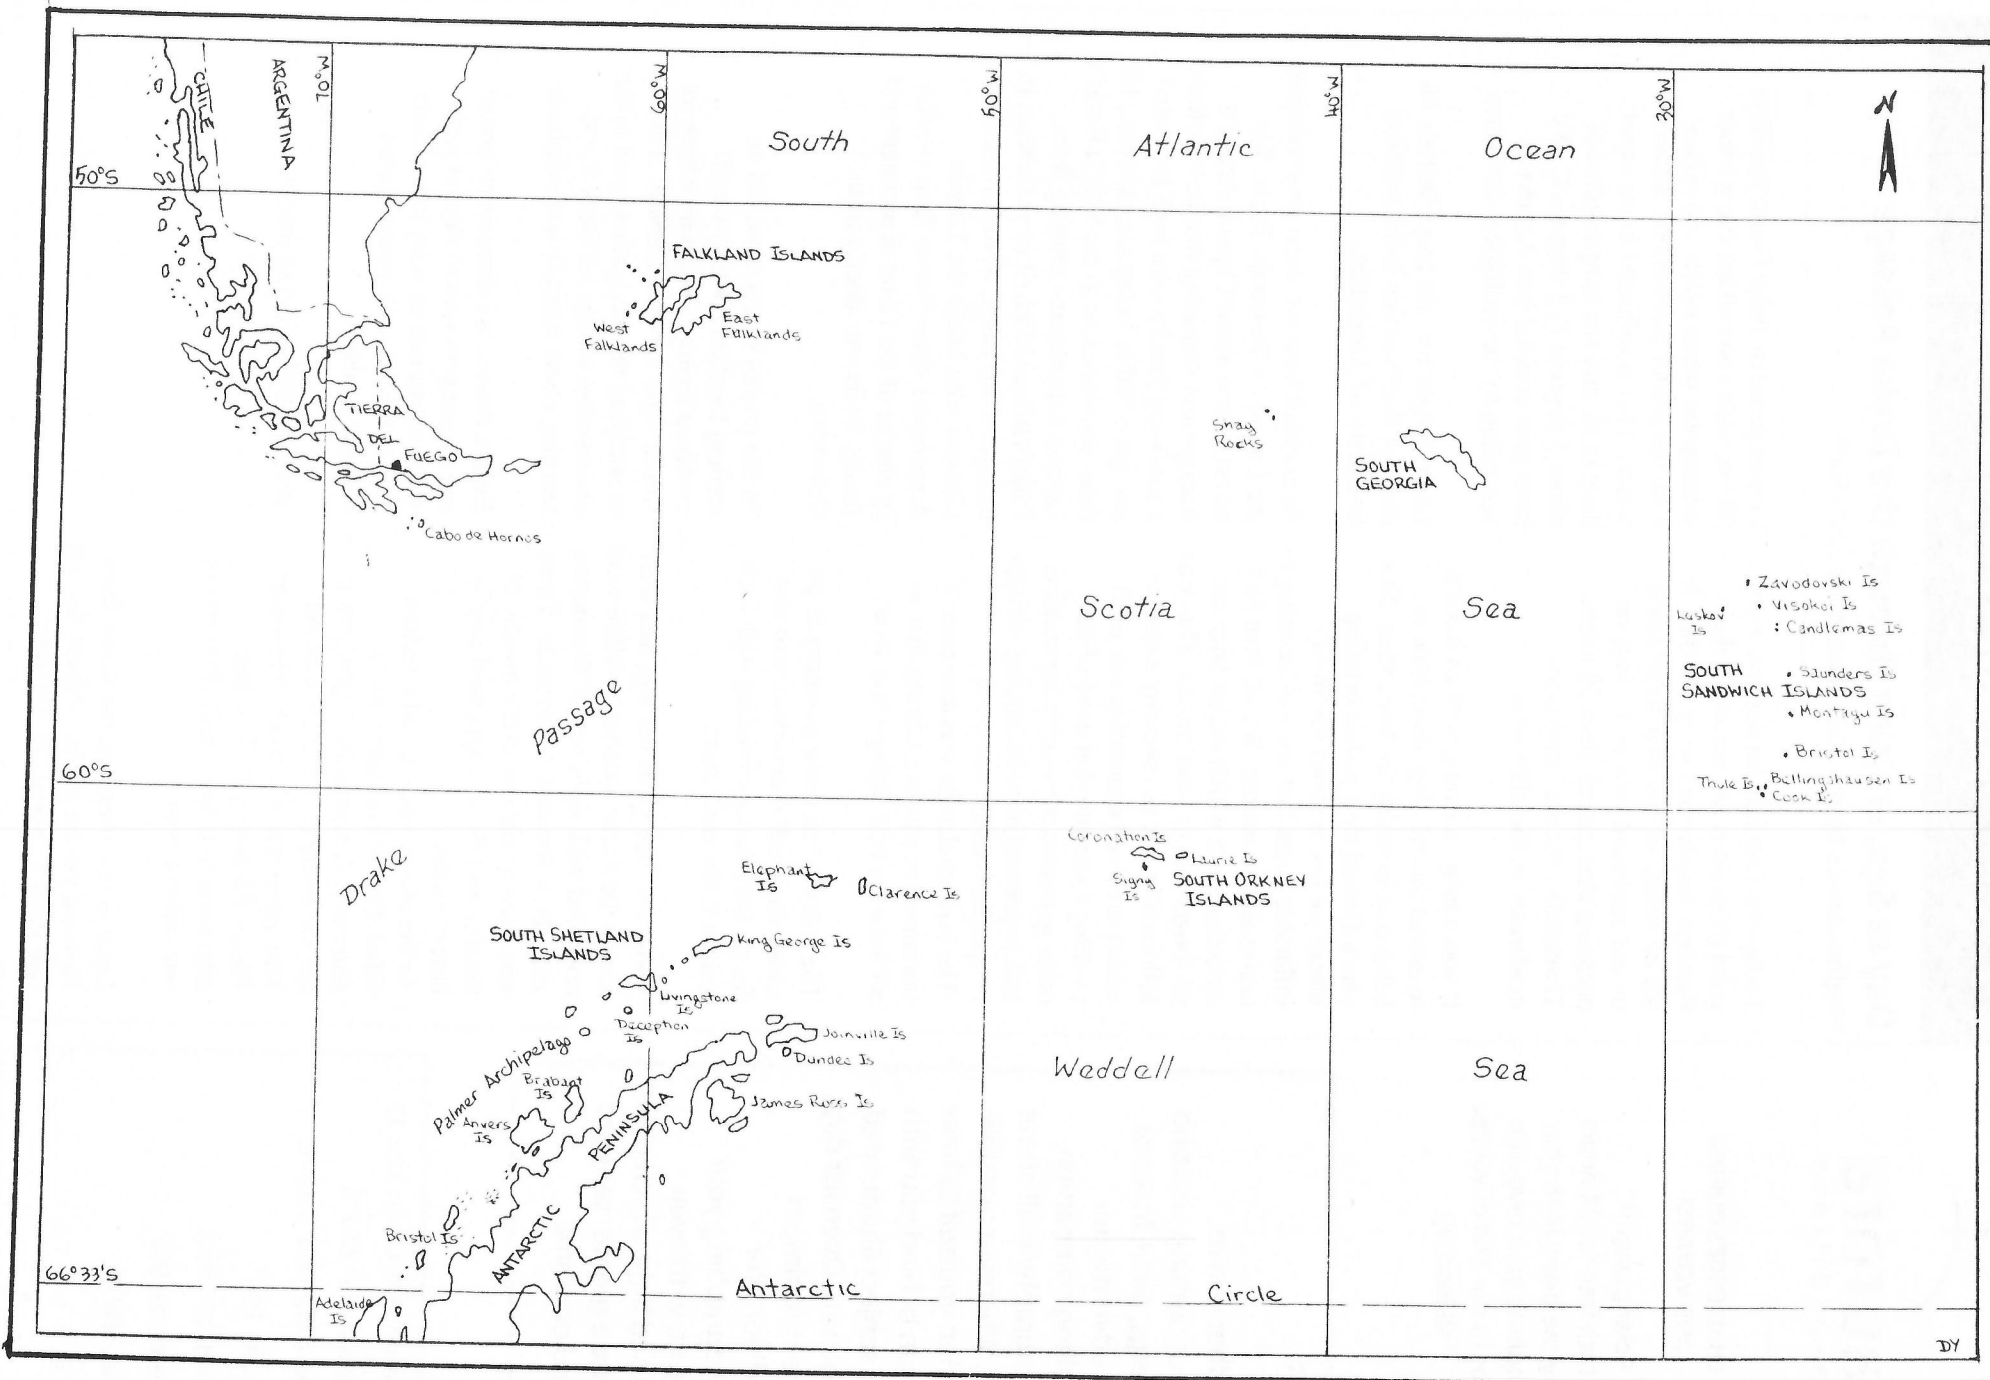 CHILE
ARGENTINA
70°W
60°W
50°W
40°W
30°W
N
South Atlantic Ocean
50°S
FALKLAND ISLANDS
West
Falklands
East
Falklands
TIERRA
DEL
FUEGO
Cabo de Hornos
Shag
Rocks
SOUTH
GEORGIA
Scotia Sea
Zavodovski Is
Leskov
Is
Visokoi Is
Candlemas Is
SOUTH
SANDWICH ISLANDS
Saunders Is
Montagu Is
Bristol Is
Thule Is
Bellingshausen Is
Cook Is
Passage
60°S
Drake
Coronation Is
Laurie Is
Signy
Is
SOUTH ORKNEY
ISLANDS
Elephant
Is
Clarence Is
SOUTH SHETLAND
ISLANDS
King George Is
Livingstone
Is
Deception
Is
Joinville Is
Dundee Is
Palmer Archipelago
Brabant
Is
Anvers
Is
James Ross Is
PENINSULA
ANTARCTIC
Weddell Sea
Bristol Is
66°33'S
Adelaide
Is
Antarctic Circle
DY